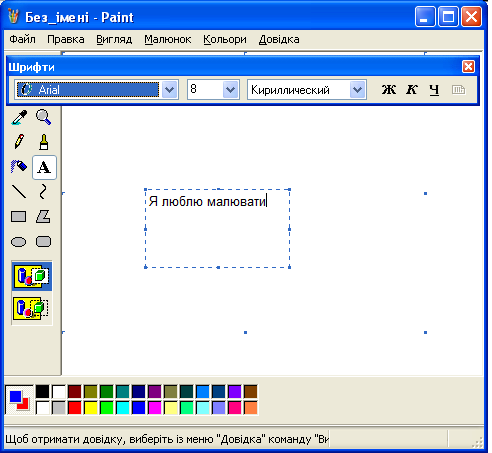 Без_імені - Paint
Файл Правка Вигляд Малюнок Кольори Довідка
Шрифти
Arial 8 Кириллический Ж К Ч
A
Я люблю малювати
Щоб отримати довідку, виберіть із меню "Довідка" команду "Ви